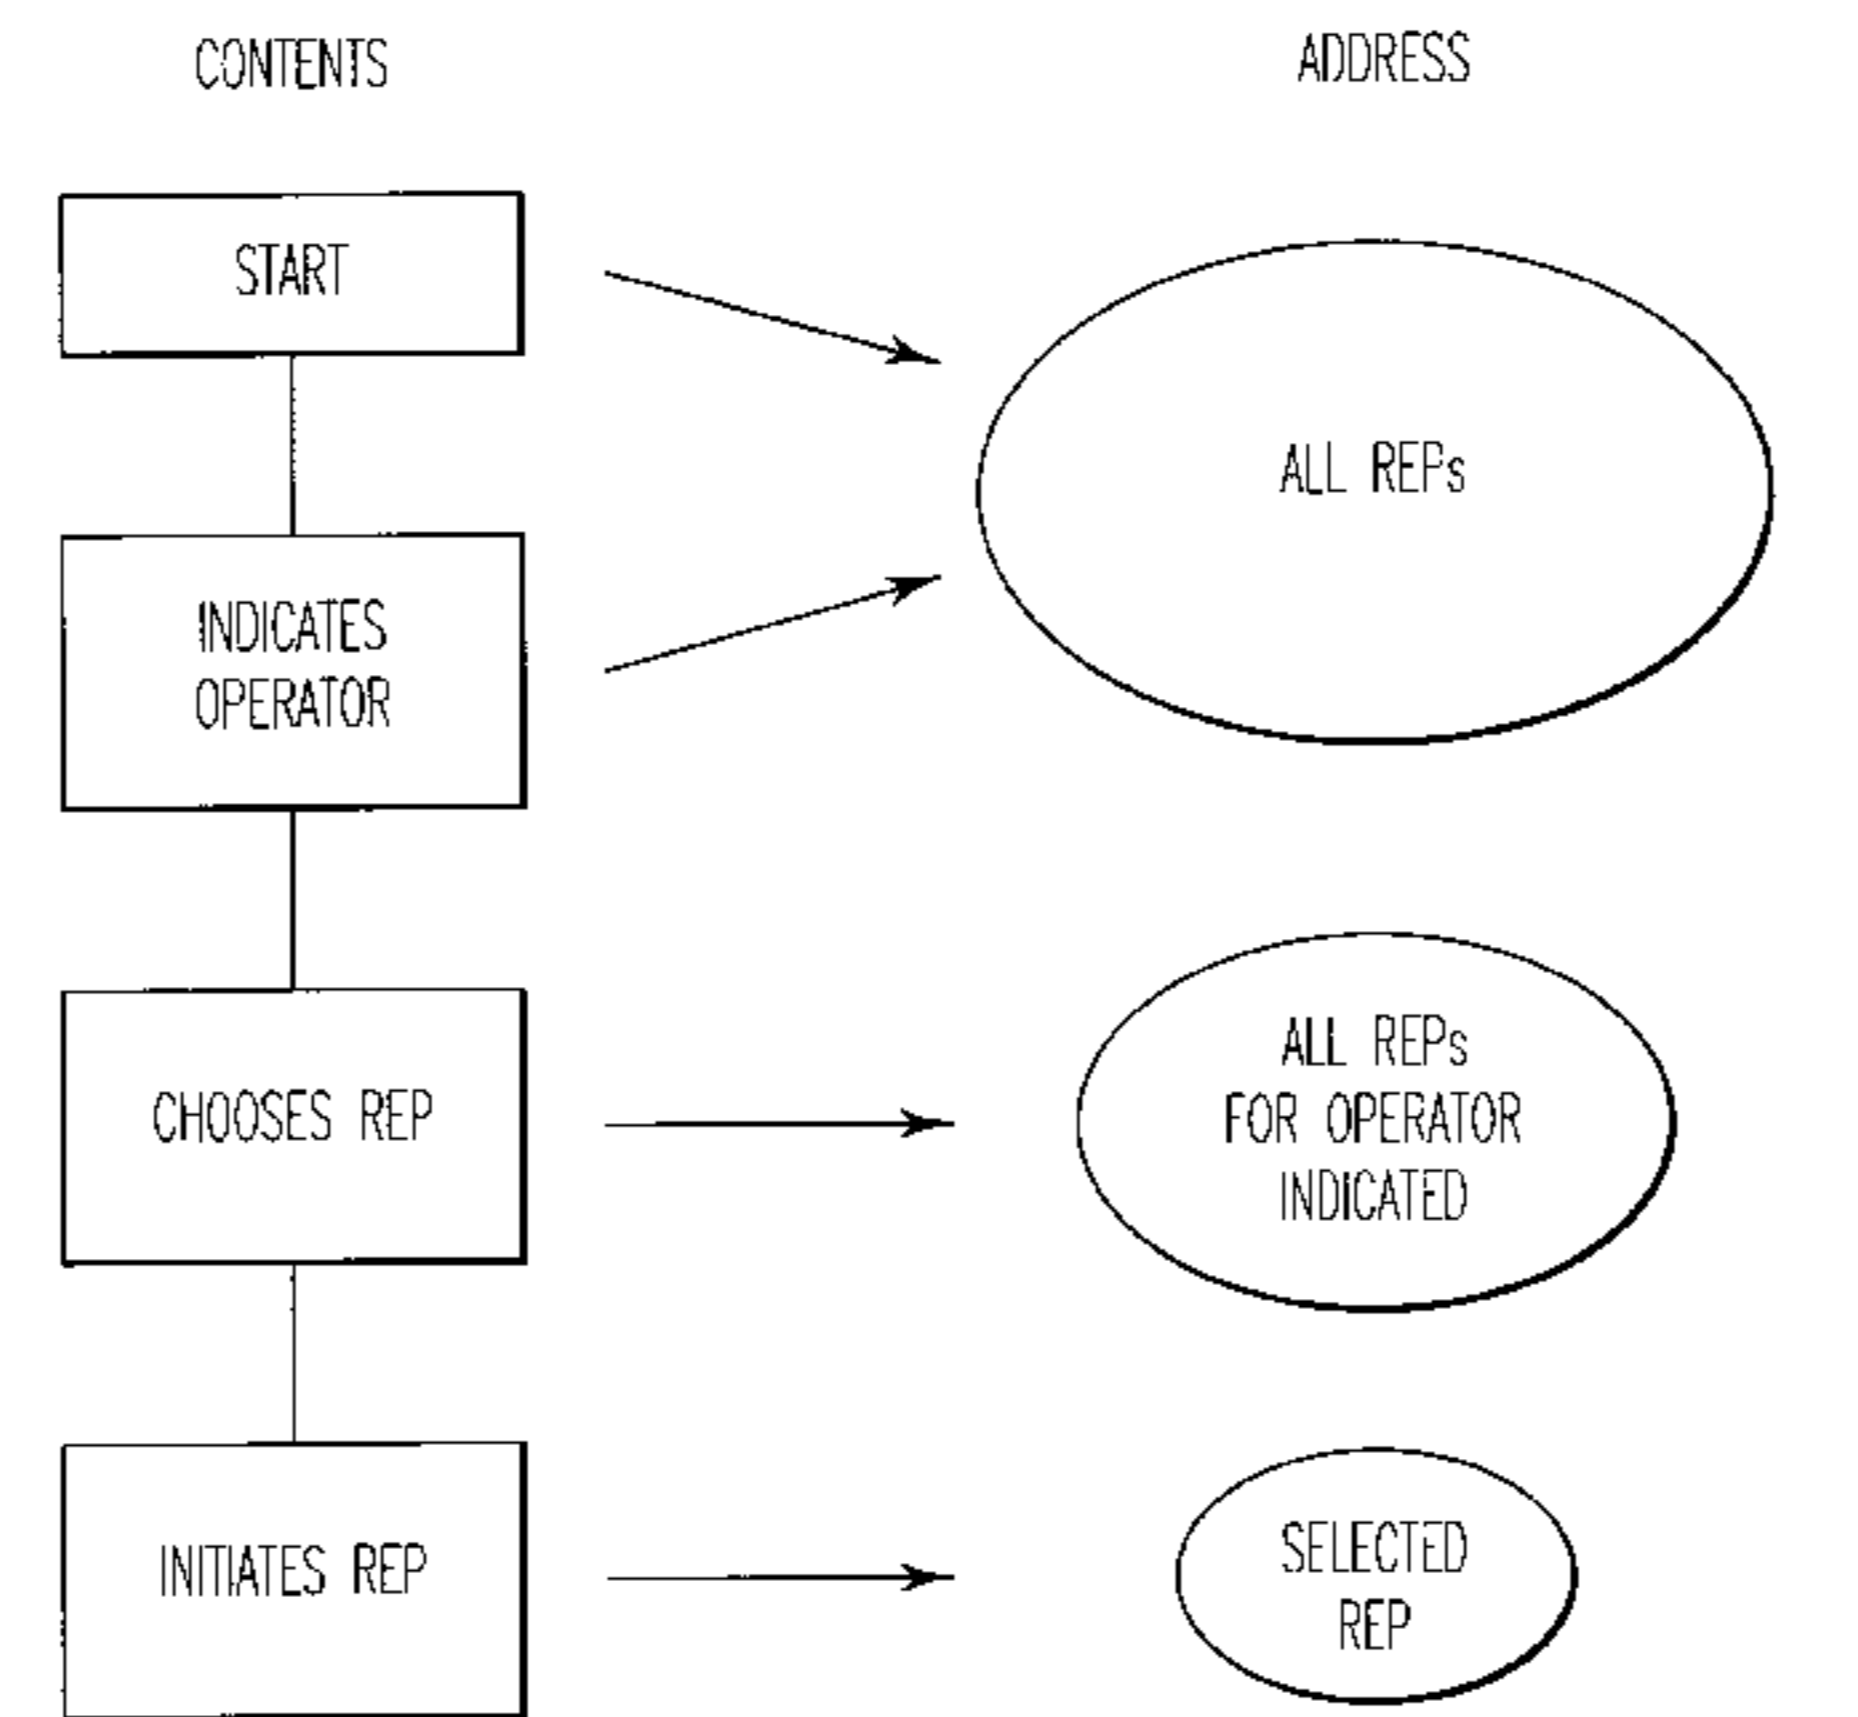 CONTENTS
ADDRESS
START
ALL REPs
INDICATES
OPERATOR
CHOOSES REP
ALL REPs
FOR OPERATOR
INDICATED
INITIATES REP
SELECTED
REP